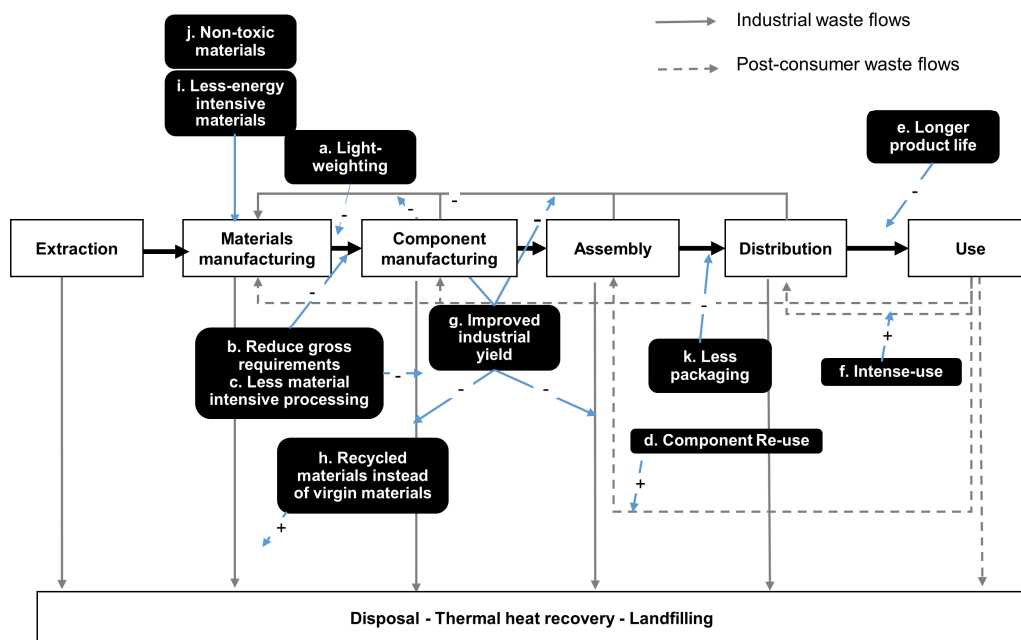 j. Non-toxic
materials
i. Less-energy
intensive
materials
Industrial waste flows
Post-consumer waste flows
a. Light-
weighting
e. Longer
product life
-
-
-
-
-
Extraction
Materials
manufacturing
Component
manufacturing
Assembly
Distribution
Use
-
-
b. Reduce gross
requirements
c. Less material
intensive processing
-
g. Improved
industrial
yield
-
-
k. Less
packaging
+
f. Intense-use
h. Recycled
materials instead
of virgin materials
+
d. Component Re-use
+
Disposal - Thermal heat recovery - Landfilling